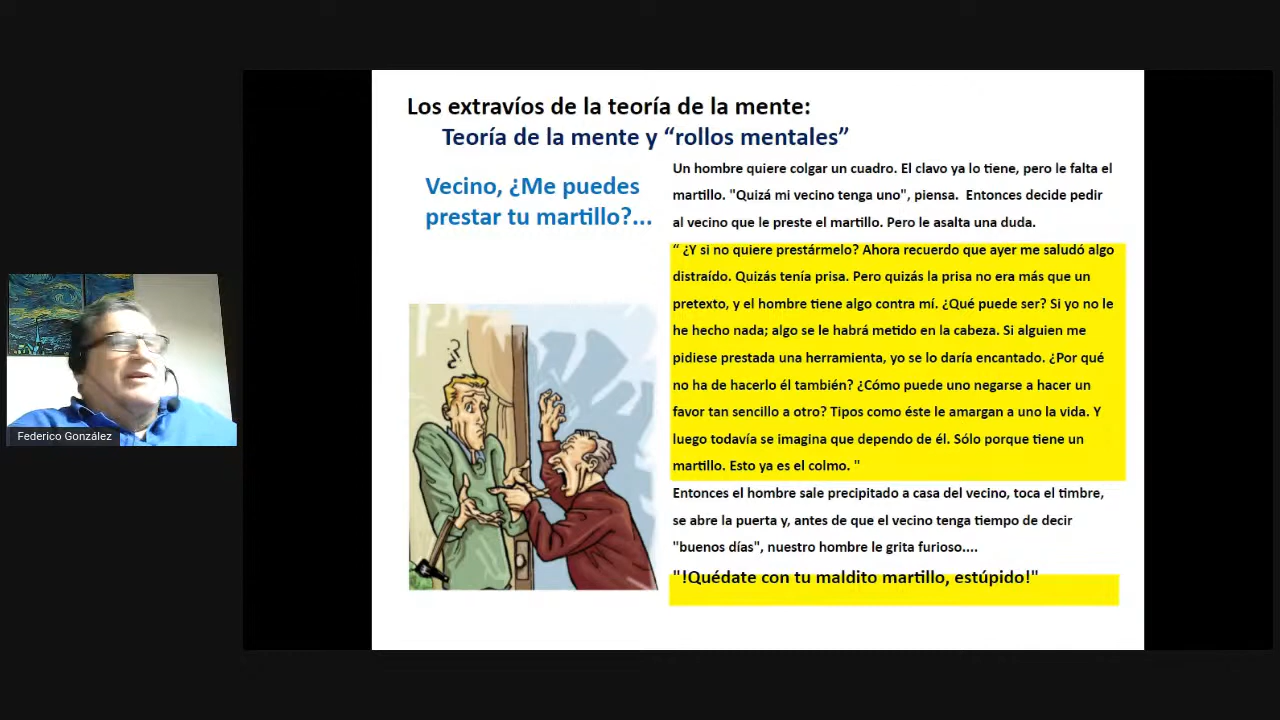 Los extravíos de la teoría de la mente:
Teoría de la mente y “rollos mentales”
Vecino, ¿Me puedes
prestar tu martillo?...
Un hombre quiere colgar un cuadro. El clavo ya lo tiene, pero le falta el
martillo. "Quizá mi vecino tenga uno", piensa. Entonces decide pedir
al vecino que le preste el martillo. Pero le asalta una duda.
“ ¿Y si no quiere prestármelo? Ahora recuerdo que ayer me saludó algo
distraído. Quizás tenía prisa. Pero quizás la prisa no era más que un
pretexto, y el hombre tiene algo contra mí. ¿Qué puede ser? Si yo no le
he hecho nada; algo se le habrá metido en la cabeza. Si alguien me
pidiese prestada una herramienta, yo se lo daría encantado. ¿Por qué
no ha de hacerlo él también? ¿Cómo puede uno negarse a hacer un
favor tan sencillo a otro? Tipos como éste le amargan a uno la vida. Y
luego todavía se imagina que dependo de él. Sólo porque tiene un
martillo. Esto ya es el colmo. "
Entonces el hombre sale precipitado a casa del vecino, toca el timbre,
se abre la puerta y, antes de que el vecino tenga tiempo de decir
"buenos días", nuestro hombre le grita furioso....
"!Quédate con tu maldito martillo, estúpido!"
Federico González